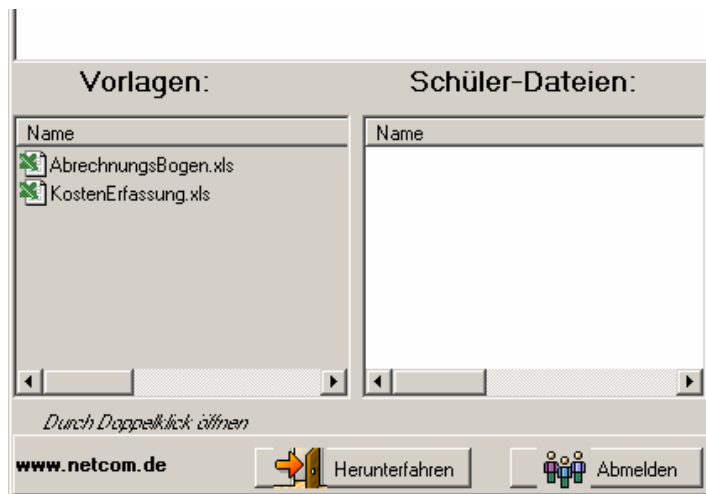 Vorlagen:
Schüler-Dateien:
Name
Name
AbrechnungsBogen.xls
KostenErfassung.xls
Durch Doppelklick öffnen
www.netcom.de
Herunterfahren
Abmelden